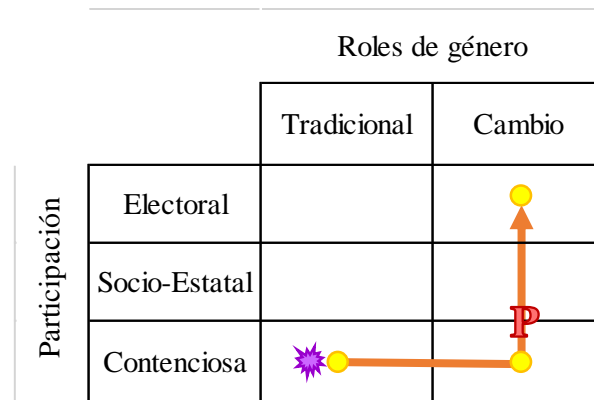 Roles de género
Tradicional Cambio
Participación
Electoral
Socio-Estatal
P
Contenciosa